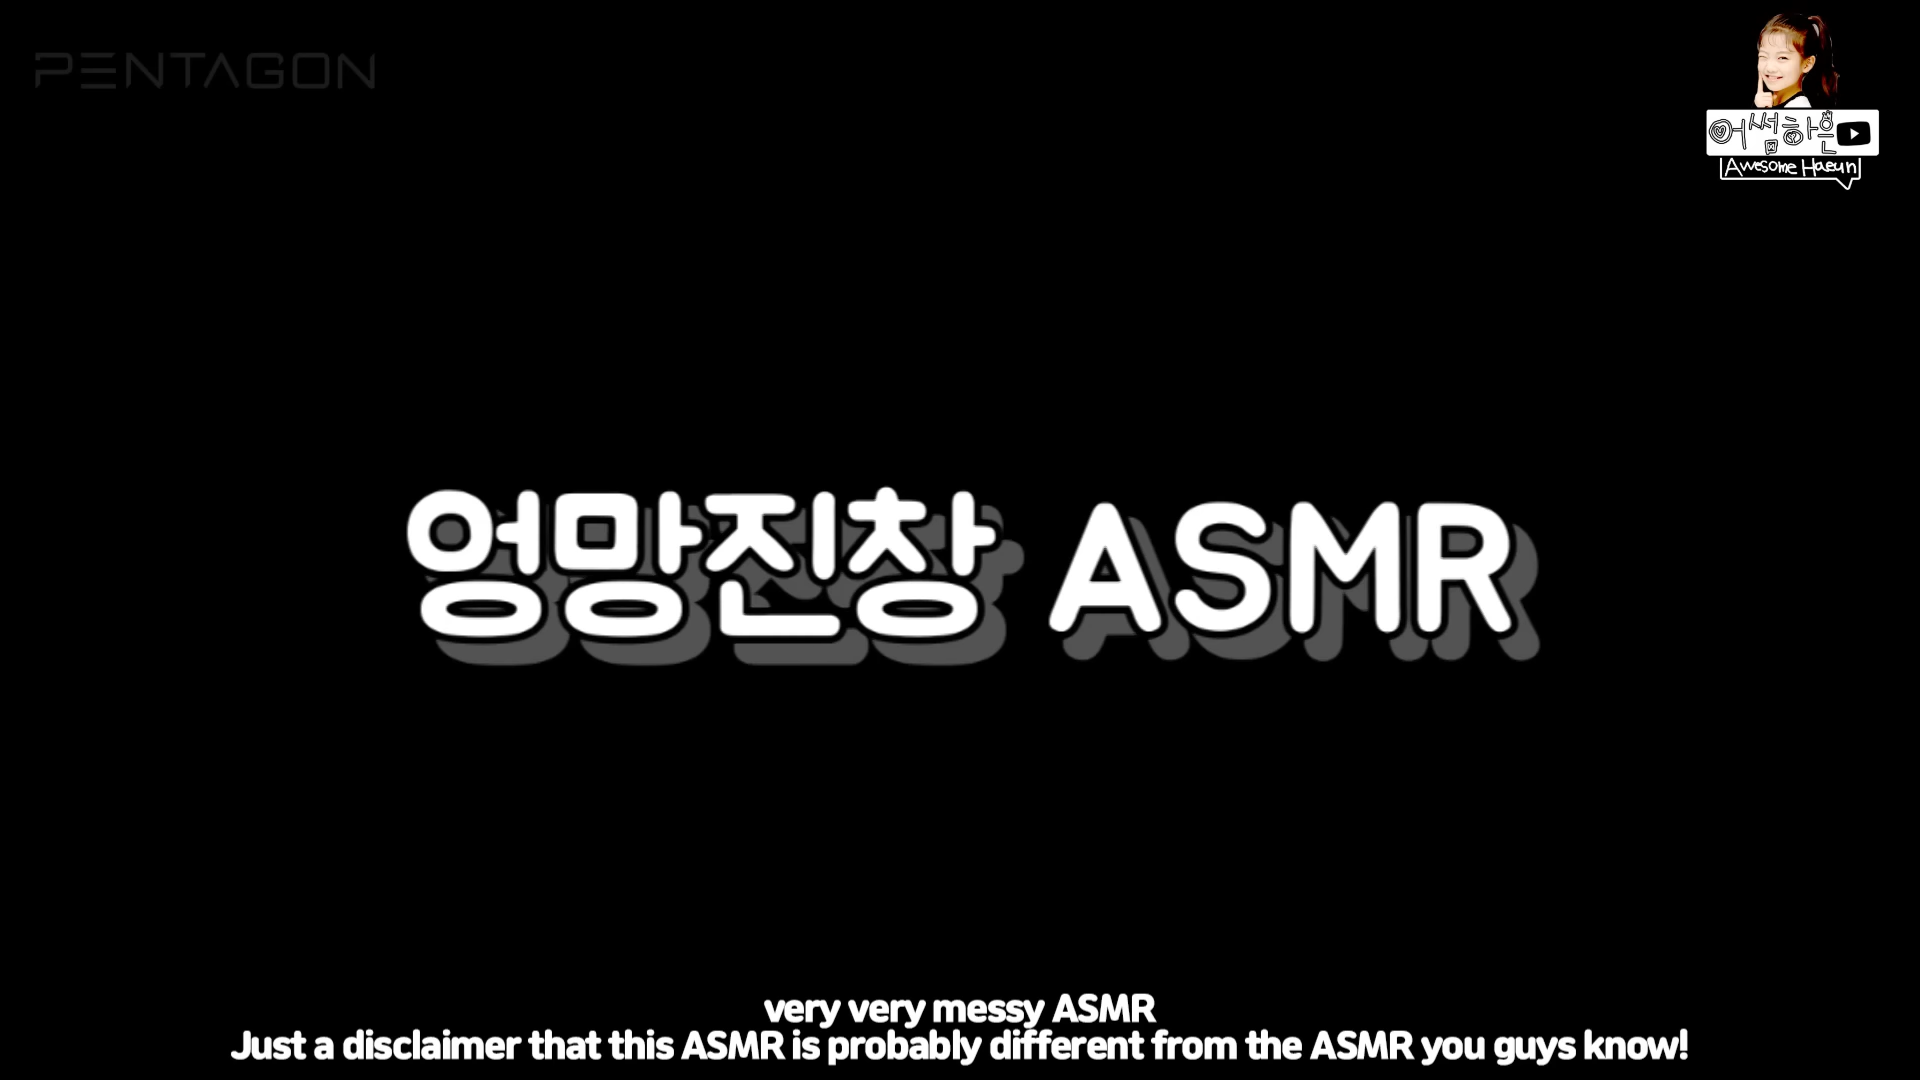 PENTAGON
어썸하은
Awesome Haeun
엉망진창 ASMR
very very messy ASMR
Just a disclaimer that this ASMR is probably different from the ASMR you guys know!